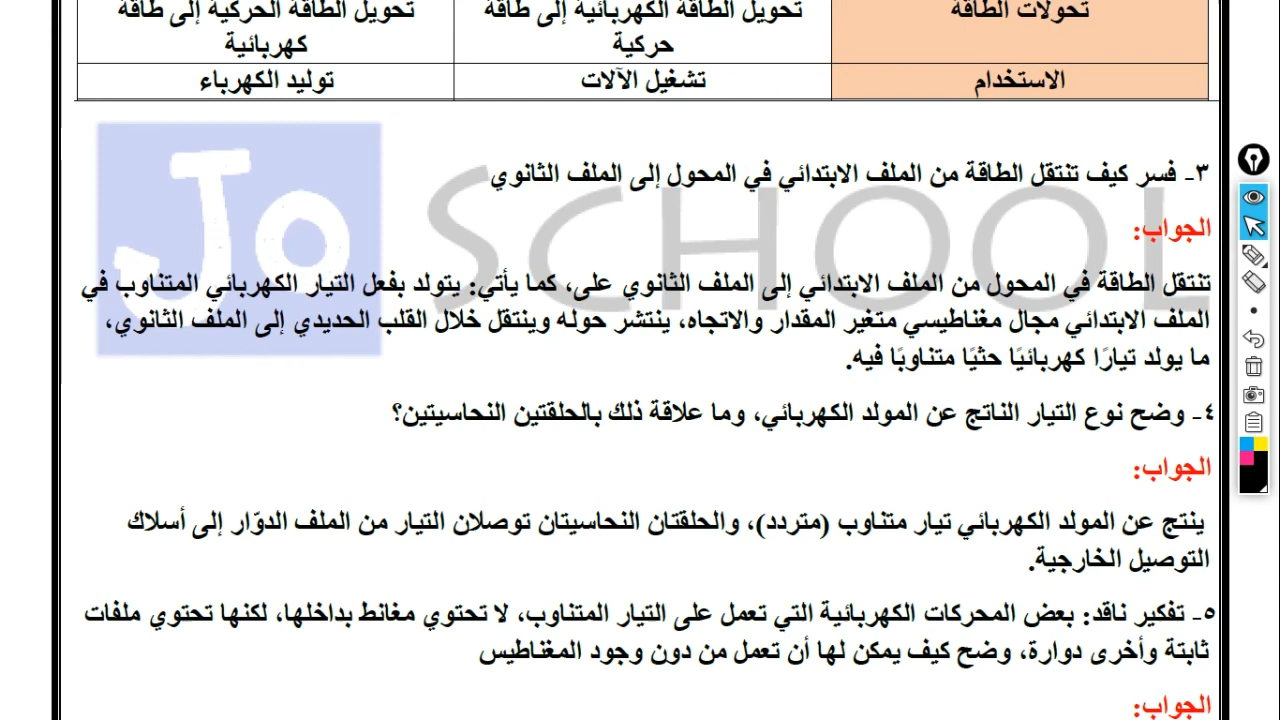 تحولات الطاقة
تحويل الطاقة الكهربائية إلى طاقة
حركية
تحويل الطاقة الحركية إلى طاقة
كهربائية
الاستخدام
تشغيل الآلات
توليد الكهرباء
Jo SCHOOL
٣- فسر كيف تنتقل الطاقة من الملف الابتدائي في المحول إلى الملف الثانوي
الجواب:
تنتقل الطاقة في المحول من الملف الابتدائي إلى الملف الثانوي على، كما يأتي: يتولد بفعل التيار الكهربائي المتناوب في
الملف الابتدائي مجال مغناطيسي متغير المقدار والاتجاه، ينتشر حوله وينتقل خلال القلب الحديدي إلى الملف الثانوي،
ما يولد تيارًا كهربائيًا حثيًا متناوبًا فيه.
٤- وضح نوع التيار الناتج عن المولد الكهربائي، وما علاقة ذلك بالحلقتين النحاسيتين؟
الجواب:
ينتج عن المولد الكهربائي تيار متناوب (متردد)، والحلقتان النحاسيتان توصلان التيار من الملف الدوّار إلى أسلاك
التوصيل الخارجية.
٥- تفكير ناقد: بعض المحركات الكهربائية التي تعمل على التيار المتناوب، لا تحتوي مغانط بداخلها، لكنها تحتوي ملفات
ثابتة وأخرى دوارة، وضح كيف يمكن لها أن تعمل من دون وجود المغناطيس
الجواب: